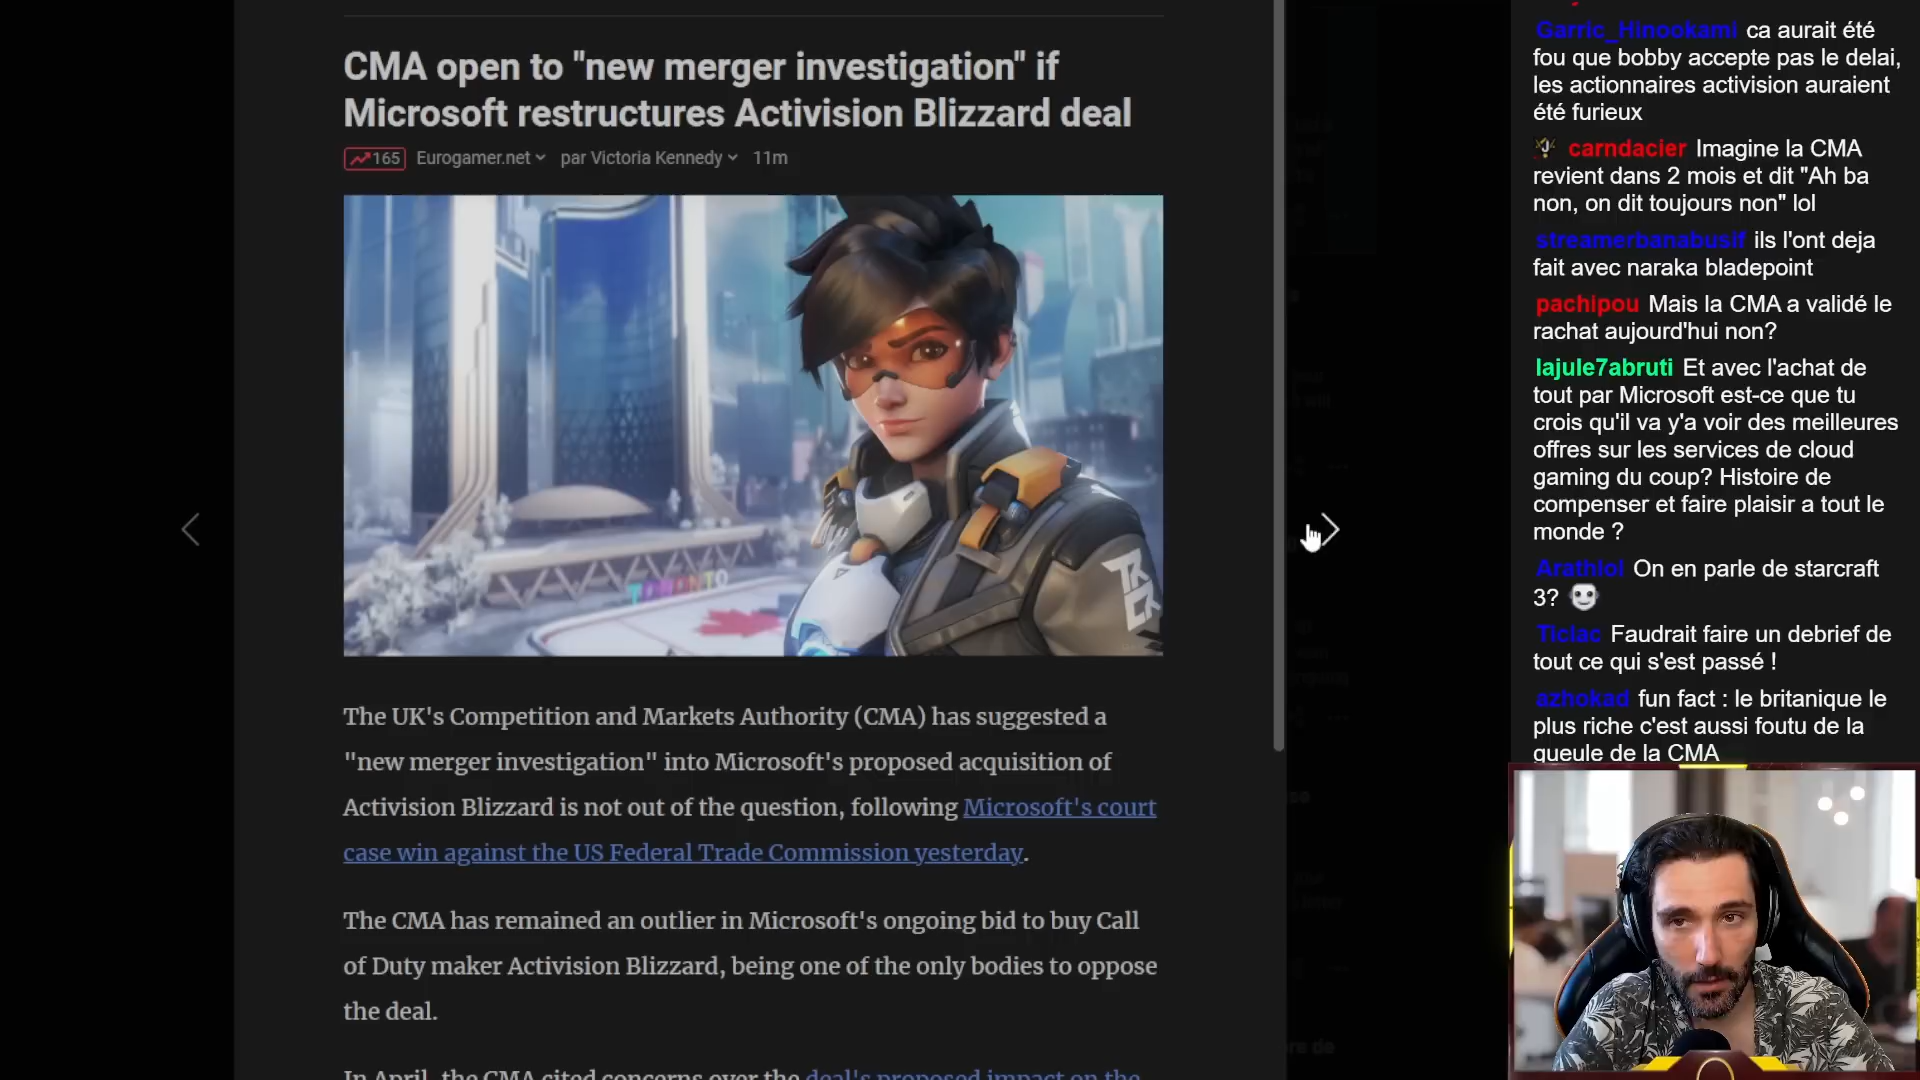 CMA open to "new merger investigation" if
Microsoft restructures Activision Blizzard deal
165 Eurogamer.net par Victoria Kennedy 11m
TORONTO
The UK's Competition and Markets Authority (CMA) has suggested a
"new merger investigation" into Microsoft's proposed acquisition of
Activision Blizzard is not out of the question, following Microsoft's court
case win against the US Federal Trade Commission yesterday.
The CMA has remained an outlier in Microsoft's ongoing bid to buy Call
of Duty maker Activision Blizzard, being one of the only bodies to oppose
the deal.
In April, the CMA cited concerns over the deal's proposed impact on the
Garric_Hinookami ca aurait été
fou que bobby accepte pas le delai,
les actionnaires activision auraient
été furieux
carndacier Imagine la CMA
revient dans 2 mois et dit "Ah ba
non, on dit toujours non" lol
streamerbanabusif ils l'ont deja
fait avec naraka bladepoint
pachipou Mais la CMA a validé le
rachat aujourd'hui non?
lajule7abruti Et avec l'achat de
tout par Microsoft est-ce que tu
crois qu'il va y'a voir des meilleures
offres sur les services de cloud
gaming du coup? Histoire de
compenser et faire plaisir a tout le
monde ?
Arathlol On en parle de starcraft
3?
Ticlac Faudrait faire un debrief de
tout ce qui s'est passé !
azhokad fun fact : le britanique le
plus riche c'est aussi foutu de la
gueule de la CMA